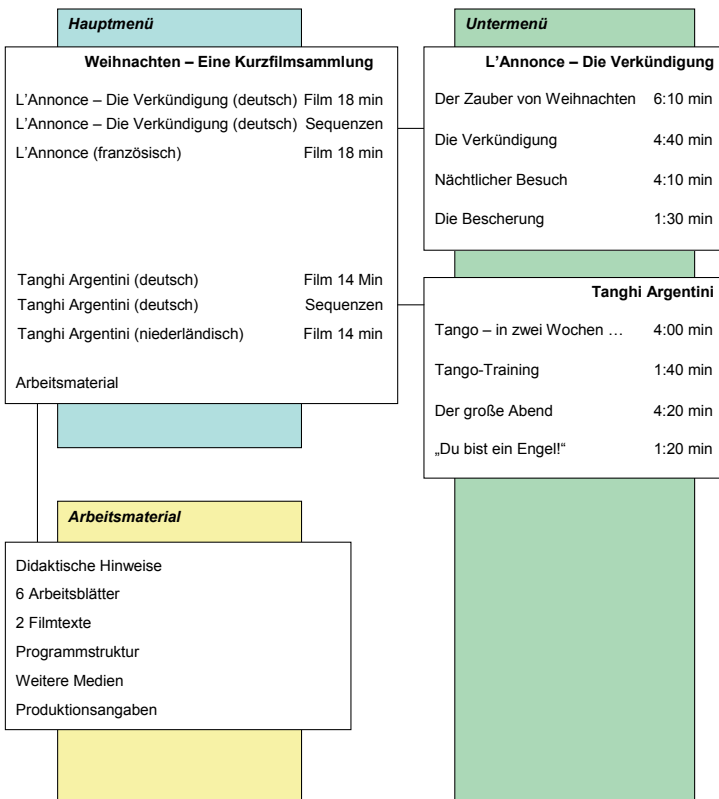 Hauptmenü
Weihnachten – Eine Kurzfilmsammlung
L’Annonce – Die Verkündigung (deutsch) Film 18 min
L’Annonce – Die Verkündigung (deutsch) Sequenzen
L’Annonce (französisch) Film 18 min
Tanghi Argentini (deutsch) Film 14 Min
Tanghi Argentini (deutsch) Sequenzen
Tanghi Argentini (niederländisch) Film 14 min
Arbeitsmaterial
Untermenü
L’Annonce – Die Verkündigung
Der Zauber von Weihnachten 6:10 min
Die Verkündigung 4:40 min
Nächtlicher Besuch 4:10 min
Die Bescherung 1:30 min
Tanghi Argentini
Tango – in zwei Wochen … 4:00 min
Tango-Training 1:40 min
Der große Abend 4:20 min
„Du bist ein Engel!“ 1:20 min
Arbeitsmaterial
Didaktische Hinweise
6 Arbeitsblätter
2 Filmtexte
Programmstruktur
Weitere Medien
Produktionsangaben